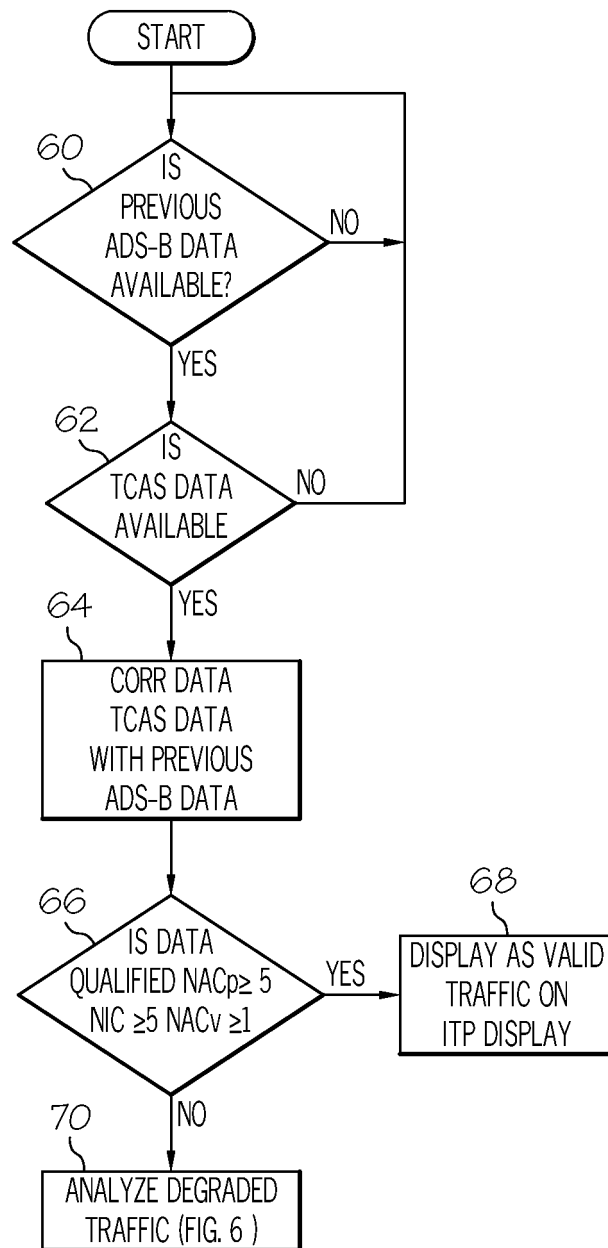 START
60
IS
PREVIOUS
ADS-B DATA
AVAILABLE?
NO
YES
62
IS
TCAS DATA
AVAILABLE
NO
YES
64
CORR DATA
TCAS DATA
WITH PREVIOUS
ADS-B DATA
66
IS DATA
QUALIFIED NACp≥ 5
NIC ≥5 NACv ≥1
YES
68
DISPLAY AS VALID
TRAFFIC ON
ITP DISPLAY
NO
70
ANALYZE DEGRADED
TRAFFIC (FIG. 6 )